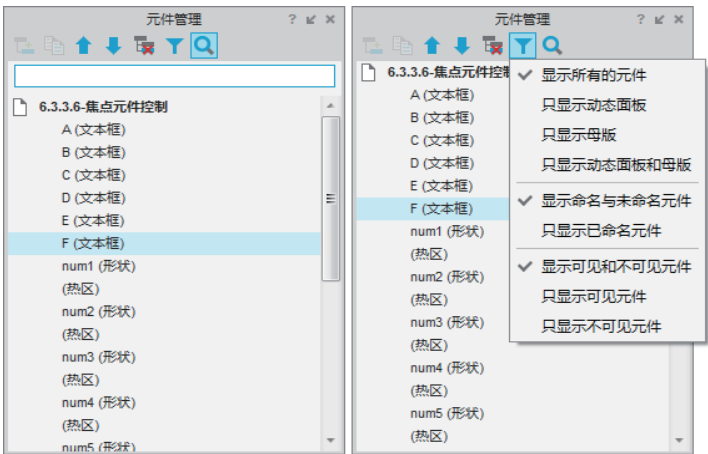 元件管理
6.3.3.6-焦点元件控制
A (文本框)
B (文本框)
C (文本框)
D (文本框)
E (文本框)
F (文本框)
num1 (形状)
(热区)
num2 (形状)
(热区)
num3 (形状)
(热区)
num4 (形状)
(热区)
num5 (形状)
元件管理
6.3.3.6-焦点元件控制
A (文本框)
B (文本框)
C (文本框)
D (文本框)
E (文本框)
F (文本框)
num1 (形状)
(热区)
num2 (形状)
(热区)
num3 (形状)
(热区)
num4 (形状)
(热区)
num5 (形状)
(热区)
显示所有的元件
只显示动态面板
只显示母版
只显示动态面板和母版
显示命名与未命名元件
只显示已命名元件
显示可见和不可见元件
只显示可见元件
只显示不可见元件